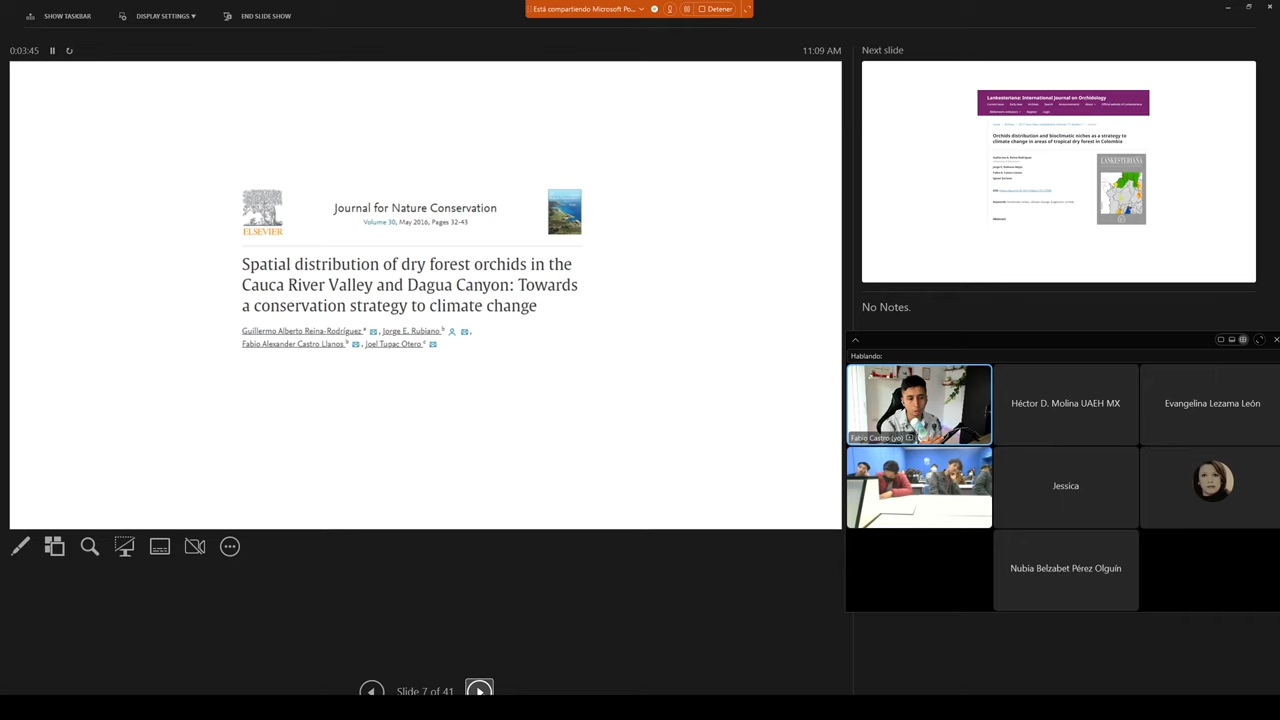 SHOW TASKBAR
DISPLAY SETTINGS ▼
END SLIDE SHOW
Está compartiendo Microsoft Po...
Detener
0:03:45
11:09 AM
Next slide
ELSEVIER
Journal for Nature Conservation
Volume 30, May 2016, Pages 32-43
Spatial distribution of dry forest orchids in the
Cauca River Valley and Dagua Canyon: Towards
a conservation strategy to climate change
Guillermo Alberto Reina-Rodríguez a, Jorge E. Rubiano b,
Fabio Alexander Castro Llanos b, Joel Tupac Otero c
Lankesteriana: International Journal on Orchidology
Orchids distribution and bioclimatic niches as a strategy to
climate change in areas of tropical dry forest in Colombia
LANKESTERIANA
No Notes.
Hablando:
Fabio Castro (yo)
Héctor D. Molina UAEH MX
Evangelina Lezama León
Jessica
Nubia Belzabet Pérez Olguín
Slide 7 of 41